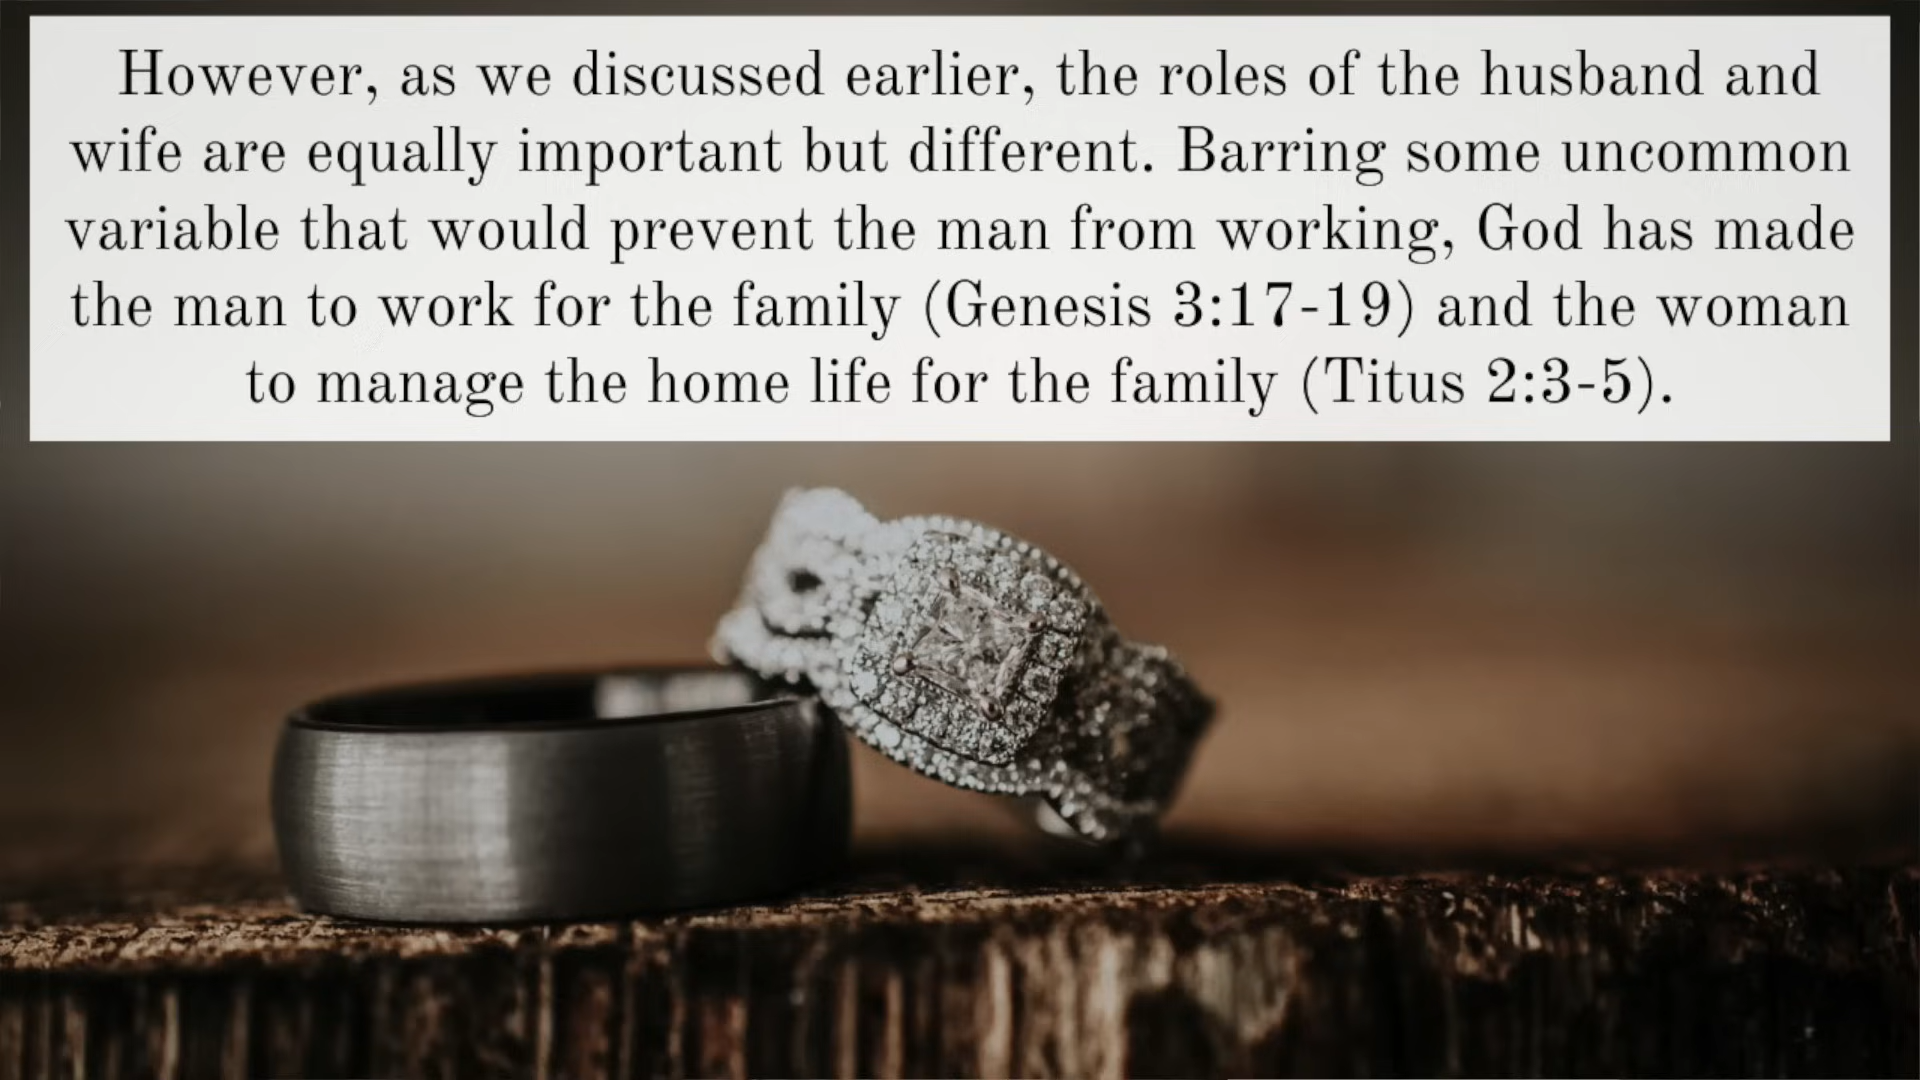 However, as we discussed earlier, the roles of the husband and
wife are equally important but different. Barring some uncommon
variable that would prevent the man from working, God has made
the man to work for the family (Genesis 3:17-19) and the woman
to manage the home life for the family (Titus 2:3-5).